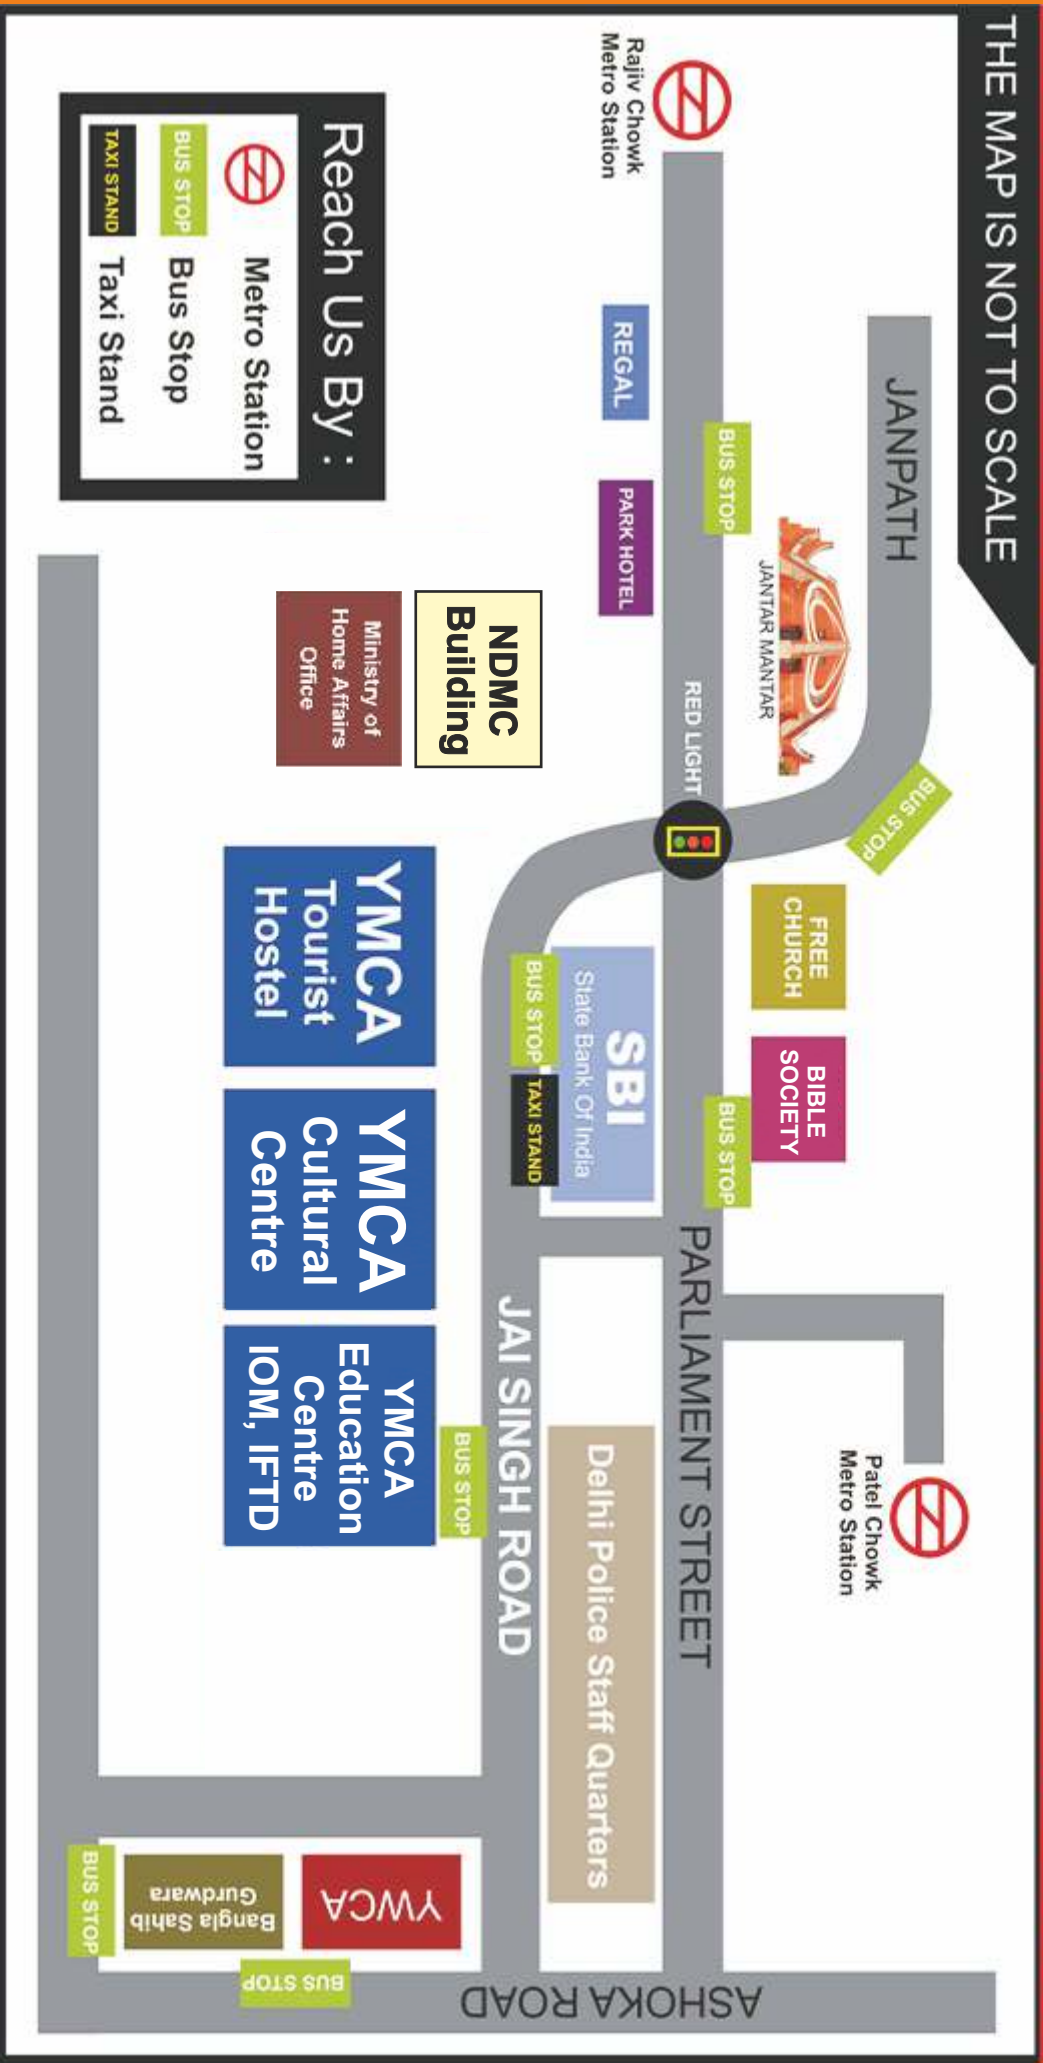 THE MAP IS NOT TO SCALE
JANPATH
BUS STOP
Patel Chowk
Metro Station
JANTAR MANTAR
FREE
CHURCH
BIBLE
SOCIETY
BUS STOP
BUS STOP
Rajiv Chowk
Metro Station
RED LIGHT
PARLIAMENT STREET
REGAL
PARK HOTEL
SBI
State Bank Of India
Delhi Police Staff Quarters
BUS STOP
TAXI STAND
JAI SINGH ROAD
ASHOKA ROAD
BUS STOP
NDMC
Building
Ministry of
Home Affairs
Office
YMCA
Tourist
Hostel
YMCA
Cultural
Centre
YMCA
Education
Centre
IOM, IFTD
YWCA
Bangla Sahib
Gurdwara
BUS STOP
BUS STOP
Reach Us By :
Metro Station
BUS STOP
Bus Stop
TAXI STAND
Taxi Stand